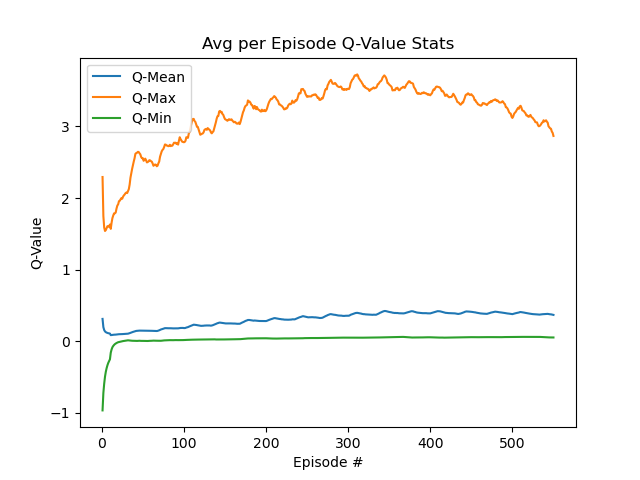 Avg per Episode Q-Value Stats
Q-Mean
Q-Max
Q-Min
Q-Value
3
2
1
0
−1
0 100 200 300 400 500
Episode #